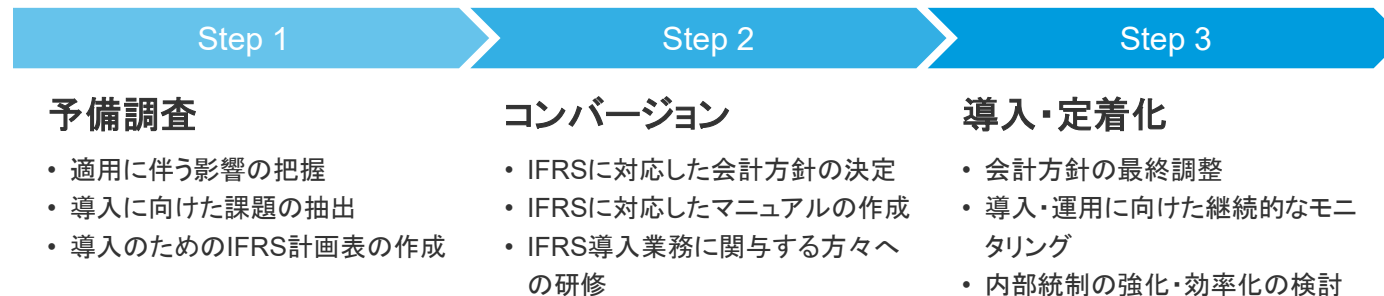 Step 1
Step 2
Step 3
予備調査
• 適用に伴う影響の把握
• 導入に向けた課題の抽出
• 導入のためのIFRS計画表の作成
コンバージョン
• IFRSに対応した会計方針の決定
• IFRSに対応したマニュアルの作成
• IFRS導入業務に関与する方々へ
の研修
導入・定着化
• 会計方針の最終調整
• 導入・運用に向けた継続的なモニ
タリング
• 内部統制の強化・効率化の検討